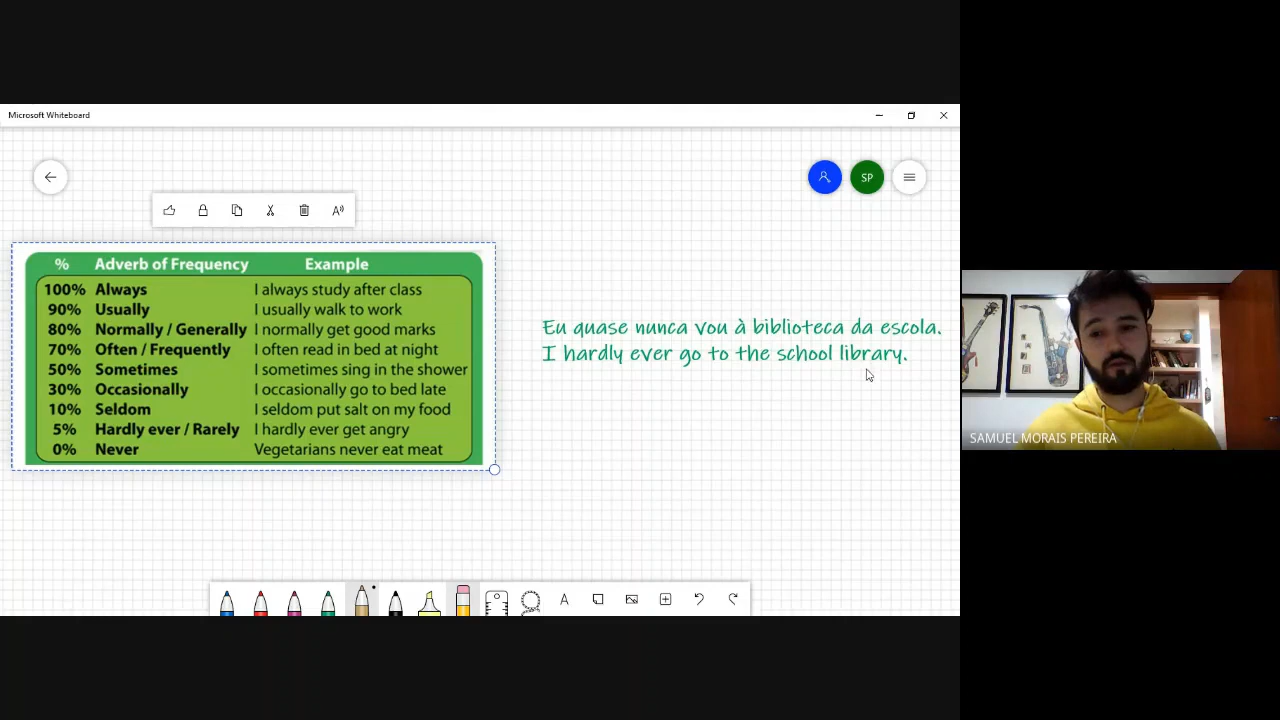 Microsoft Whiteboard
SP
% Adverb of Frequency Example
100% Always I always study after class
90% Usually I usually walk to work
80% Normally / Generally I normally get good marks
70% Often / Frequently I often read in bed at night
50% Sometimes I sometimes sing in the shower
30% Occasionally I occasionally go to bed late
10% Seldom I seldom put salt on my food
5% Hardly ever / Rarely I hardly ever get angry
0% Never Vegetarians never eat meat
Eu quase nunca vou à biblioteca da escola.
I hardly ever go to the school library.
SAMUEL MORAIS PEREIRA